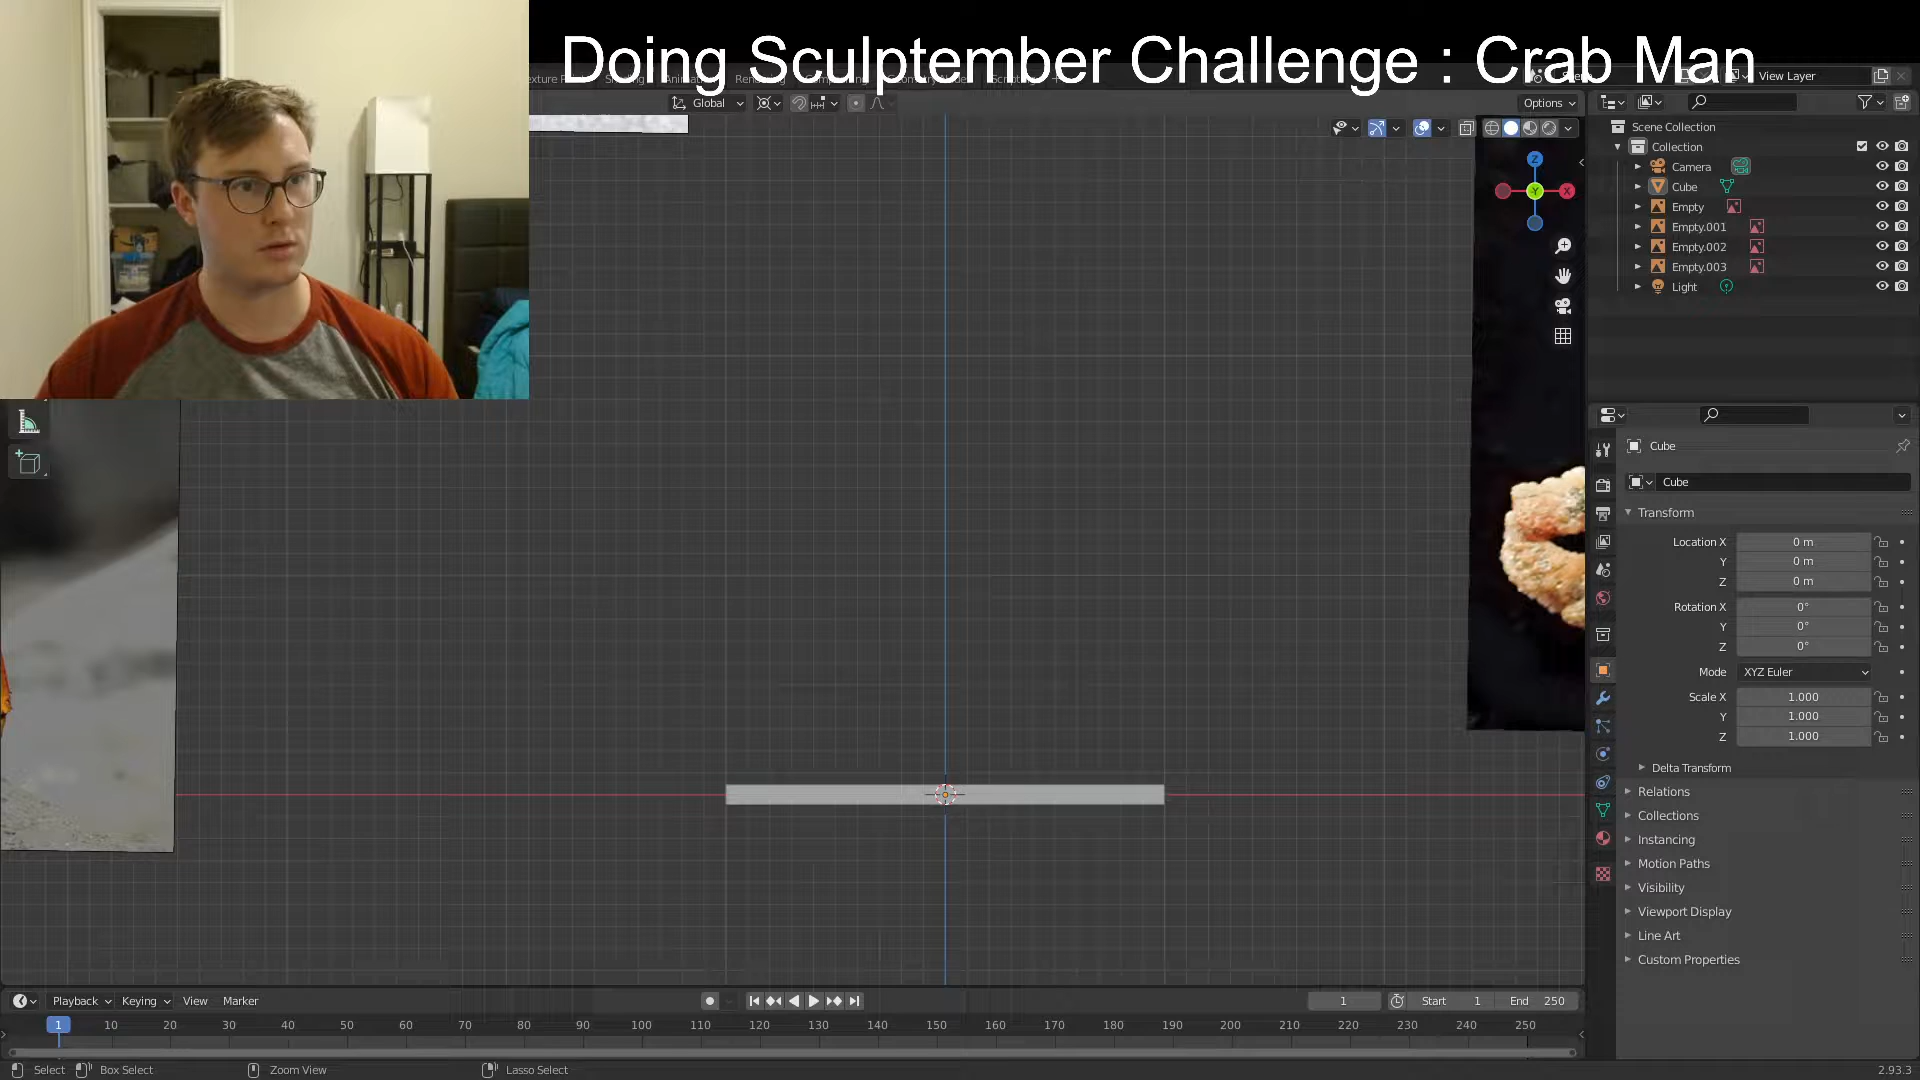 Doing Sculptember Challenge : Crab Man
View Layer
Global
Options
Scene Collection
Collection
Camera
Cube
Empty
Empty.001
Empty.002
Empty.003
Light
Z
Y
X
Cube
Cube
Transform
Location X 0 m
Y 0 m
Z 0 m
Rotation X 0°
Y 0°
Z 0°
Mode XYZ Euler
Scale X 1.000
Y 1.000
Z 1.000
Delta Transform
Relations
Collections
Instancing
Motion Paths
Visibility
Viewport Display
Line Art
Custom Properties
Playback Keying View Marker
1 Start 1 End 250
1 10 20 30 40 50 60 70 80 90 100 110 120 130 140 150 160 170 180 190 200 210 220 230 240 250
Select Box Select Zoom View Lasso Select 2.93.3